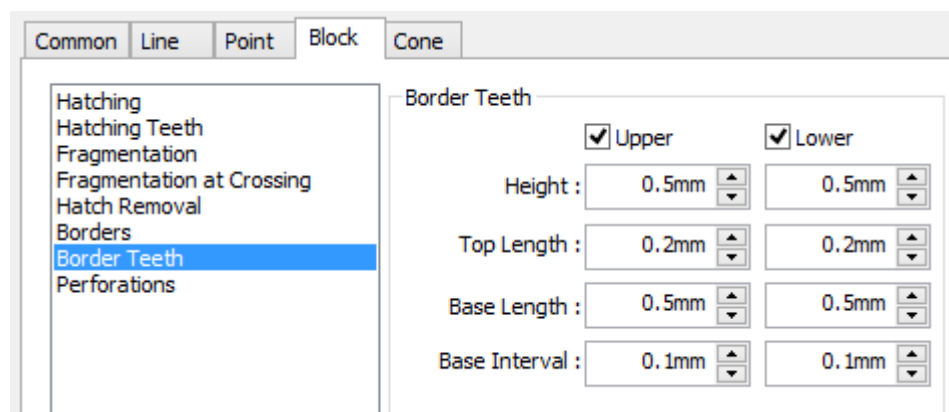 Common Line Point Block Cone
Hatching
Hatching Teeth
Fragmentation
Fragmentation at Crossing
Hatch Removal
Borders
Border Teeth
Perforations
Border Teeth
Upper Lower
Height : 0.5mm 0.5mm
Top Length : 0.2mm 0.2mm
Base Length : 0.5mm 0.5mm
Base Interval : 0.1mm 0.1mm